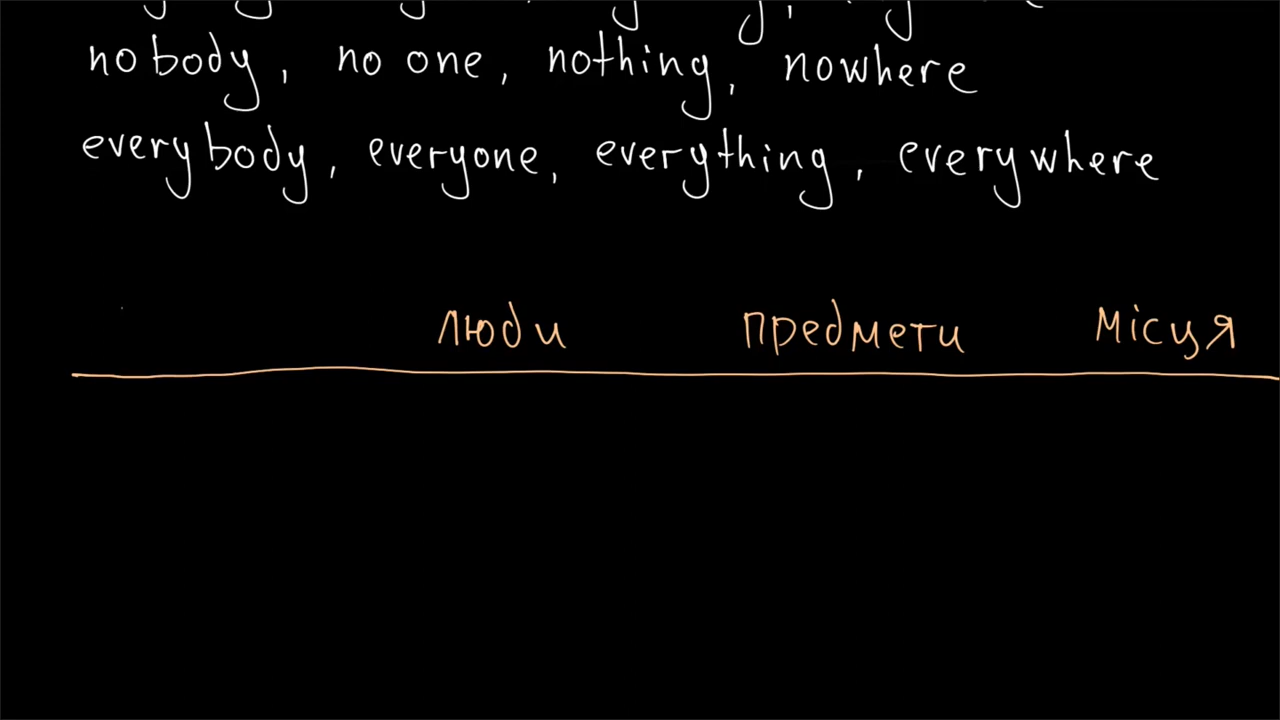 nobody, no one, nothing, nowhere
everybody, everyone, everything, everywhere
люди предмети місця